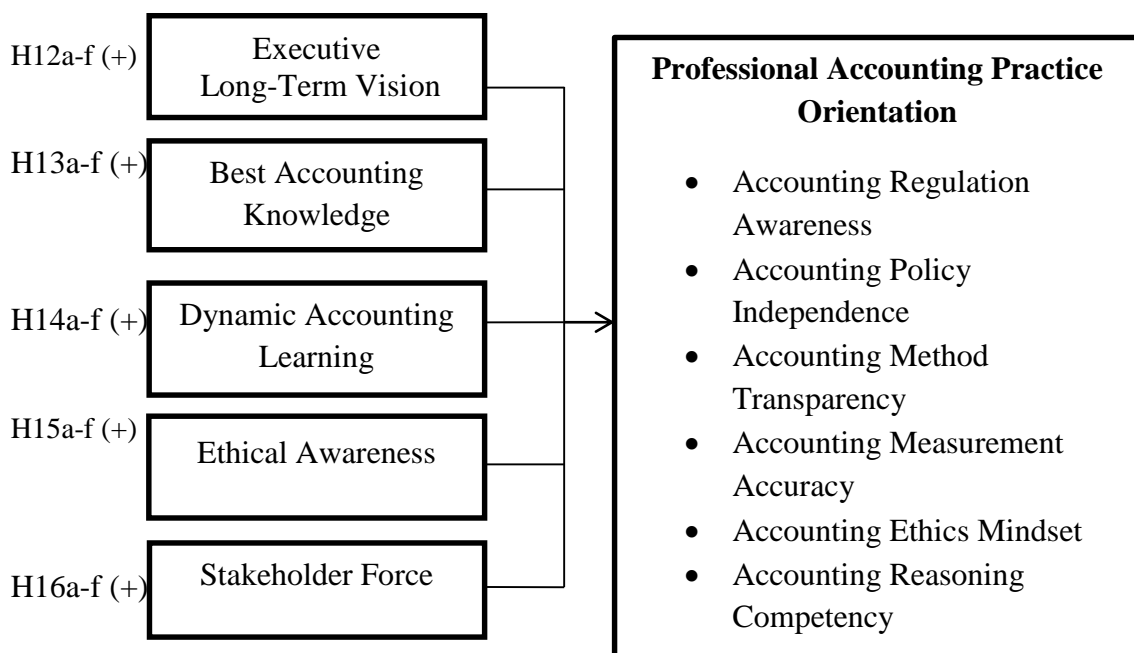 H12a-f (+)
Executive
Long-Term Vision
H13a-f (+)
Best Accounting
Knowledge
H14a-f (+)
Dynamic Accounting
Learning
H15a-f (+)
Ethical Awareness
H16a-f (+)
Stakeholder Force
Professional Accounting Practice
Orientation
• Accounting Regulation
Awareness
• Accounting Policy
Independence
• Accounting Method
Transparency
• Accounting Measurement
Accuracy
• Accounting Ethics Mindset
• Accounting Reasoning
Competency